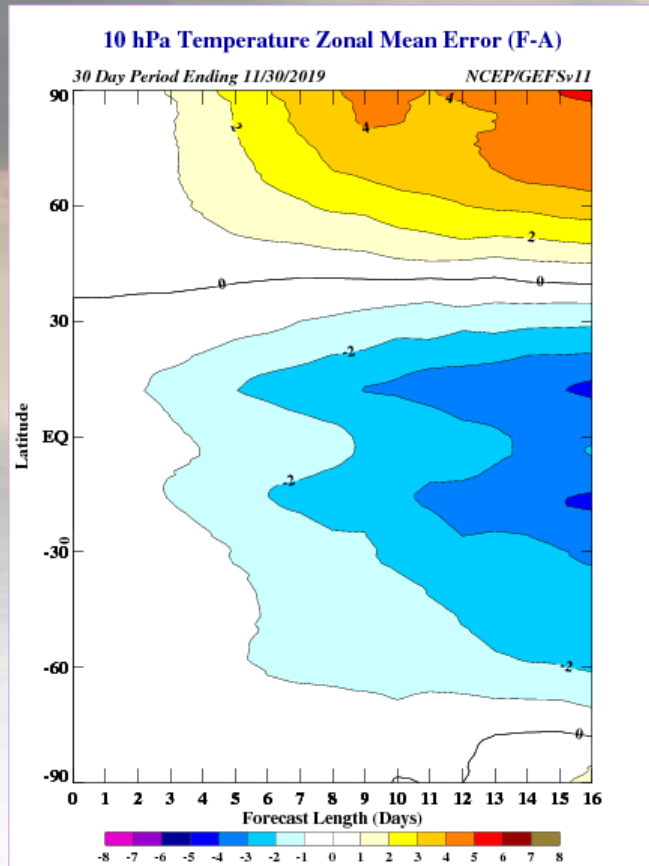 10 hPa Temperature Zonal Mean Error (F-A)
30 Day Period Ending 11/30/2019 NCEP/GEFSv11
90
60
30
EQ
-30
-60
-90
Latitude
2
4
4
2
0
0
-2
-2
-2
0
0
0 1 2 3 4 5 6 7 8 9 10 11 12 13 14 15 16
Forecast Length (Days)
-8 -7 -6 -5 -4 -3 -2 -1 0 1 2 3 4 5 6 7 8